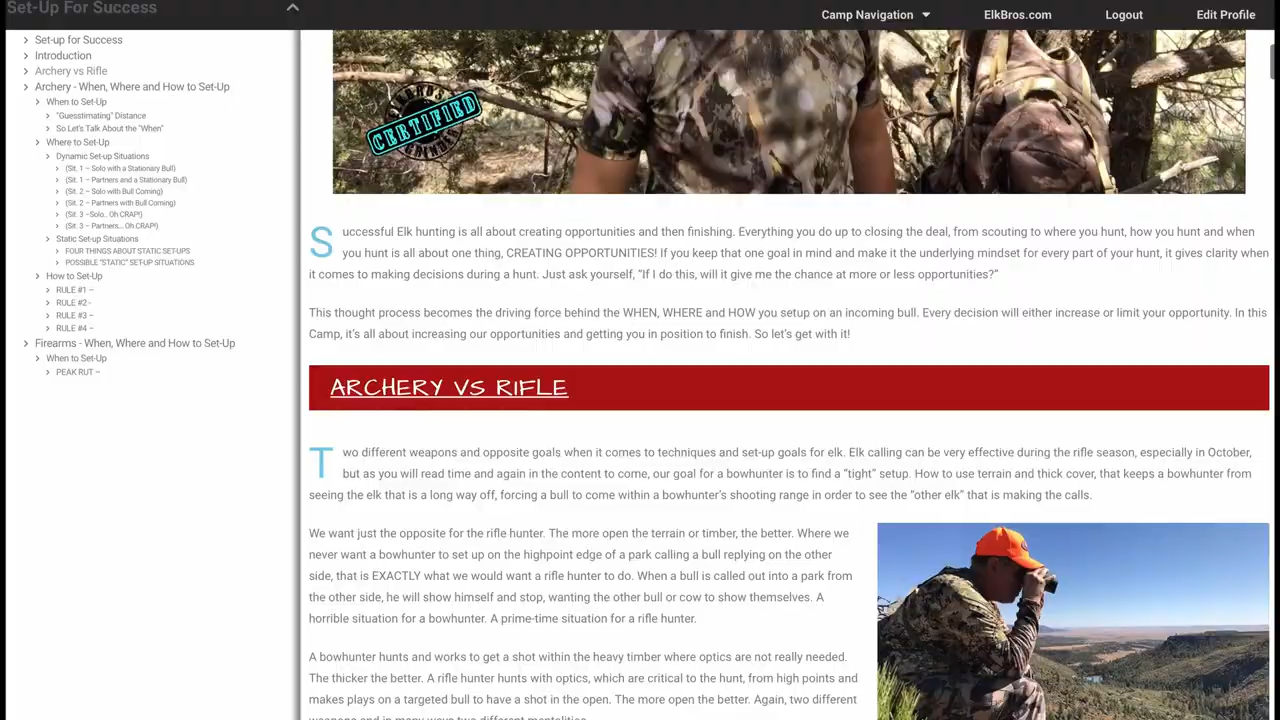 Set-Up For Success
Camp Navigation
ElkBros.com
Logout
Edit Profile
Set-up for Success
Introduction
Archery vs Rifle
Archery - When, Where and How to Set-Up
When to Set-Up
"Guesstimating" Distance
So Let's Talk About the "When"
Where to Set-Up
Dynamic Set-up Situations
(Sit. 1 – Solo with a Stationary Bull)
(Sit. 1 – Partners and a Stationary Bull)
(Sit. 2 – Solo with Bull Coming)
(Sit. 2 – Partners with Bull Coming)
(Sit. 3 –Solo.. Oh CRAP!)
(Sit. 3 – Partners... Oh CRAP!)
Static Set-up Situations
FOUR THINGS ABOUT STATIC SET-UPS
POSSIBLE "STATIC" SET-UP SITUATIONS
How to Set-Up
RULE #1 –
RULE #2 -
RULE #3 –
RULE #4 –
Firearms - When, Where and How to Set-Up
When to Set-Up
PEAK RUT –
CERTIFIED
Successful Elk hunting is all about creating opportunities and then finishing. Everything you do up to closing the deal, from scouting to where you hunt, how you hunt and when
you hunt is all about one thing, CREATING OPPORTUNITIES! If you keep that one goal in mind and make it the underlying mindset for every part of your hunt, it gives clarity when
it comes to making decisions during a hunt. Just ask yourself, "If I do this, will it give me the chance at more or less opportunities?"
This thought process becomes the driving force behind the WHEN, WHERE and HOW you setup on an incoming bull. Every decision will either increase or limit your opportunity. In this
Camp, it's all about increasing our opportunities and getting you in position to finish. So let's get with it!
ARCHERY VS RIFLE
Two different weapons and opposite goals when it comes to techniques and set-up goals for elk. Elk calling can be very effective during the rifle season, especially in October,
but as you will read time and again in the content to come, our goal for a bowhunter is to find a "tight" setup. How to use terrain and thick cover, that keeps a bowhunter from
seeing the elk that is a long way off, forcing a bull to come within a bowhunter's shooting range in order to see the "other elk" that is making the calls.
We want just the opposite for the rifle hunter. The more open the terrain or timber, the better. Where we
never want a bowhunter to set up on the highpoint edge of a park calling a bull replying on the other
side, that is EXACTLY what we would want a rifle hunter to do. When a bull is called out into a park from
the other side, he will show himself and stop, wanting the other bull or cow to show themselves. A
horrible situation for a bowhunter. A prime-time situation for a rifle hunter.
A bowhunter hunts and works to get a shot within the heavy timber where optics are not really needed.
The thicker the better. A rifle hunter hunts with optics, which are critical to the hunt, from high points and
makes plays on a targeted bull to have a shot in the open. The more open the better. Again, two different
weapons and in many ways two different mentalities.